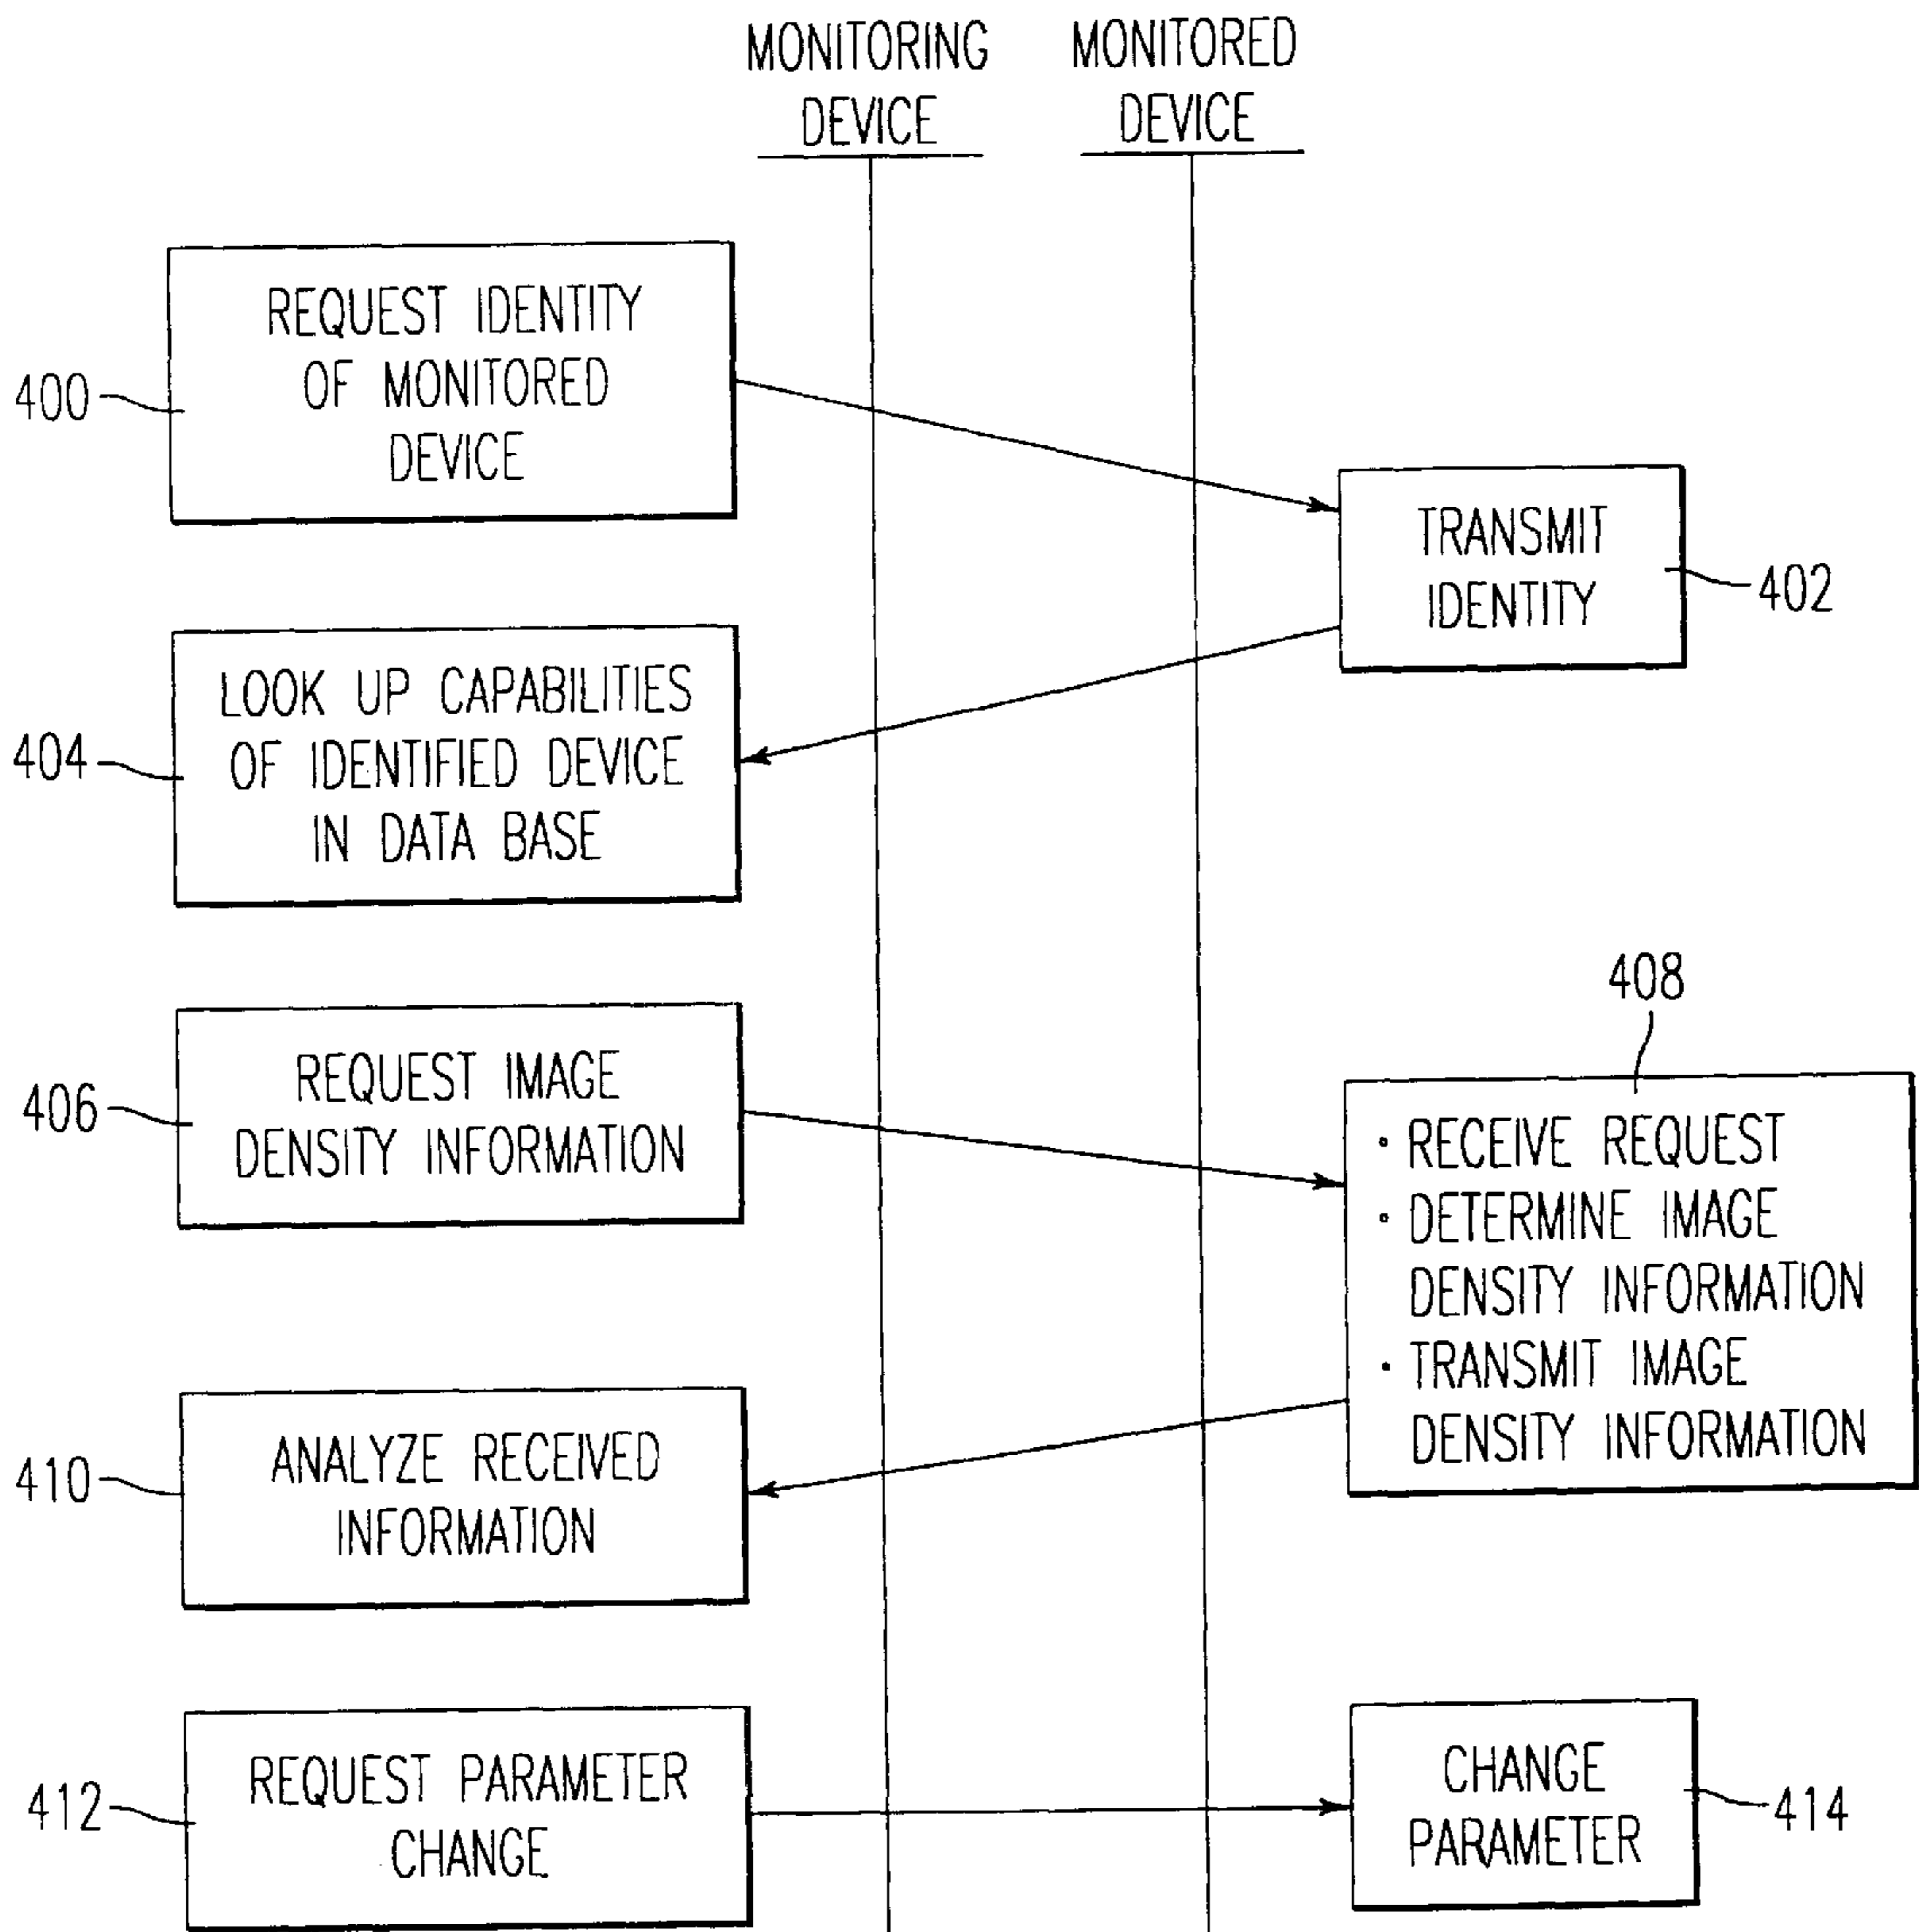 MONITORING
DEVICE
MONITORED
DEVICE
REQUEST IDENTITY
OF MONITORED
DEVICE
400
TRANSMIT
IDENTITY
402
LOOK UP CAPABILITIES
OF IDENTIFIED DEVICE
IN DATA BASE
404
REQUEST IMAGE
DENSITY INFORMATION
406
408
• RECEIVE REQUEST
• DETERMINE IMAGE
DENSITY INFORMATION
• TRANSMIT IMAGE
DENSITY INFORMATION
ANALYZE RECEIVED
INFORMATION
410
REQUEST PARAMETER
CHANGE
412
CHANGE
PARAMETER
414